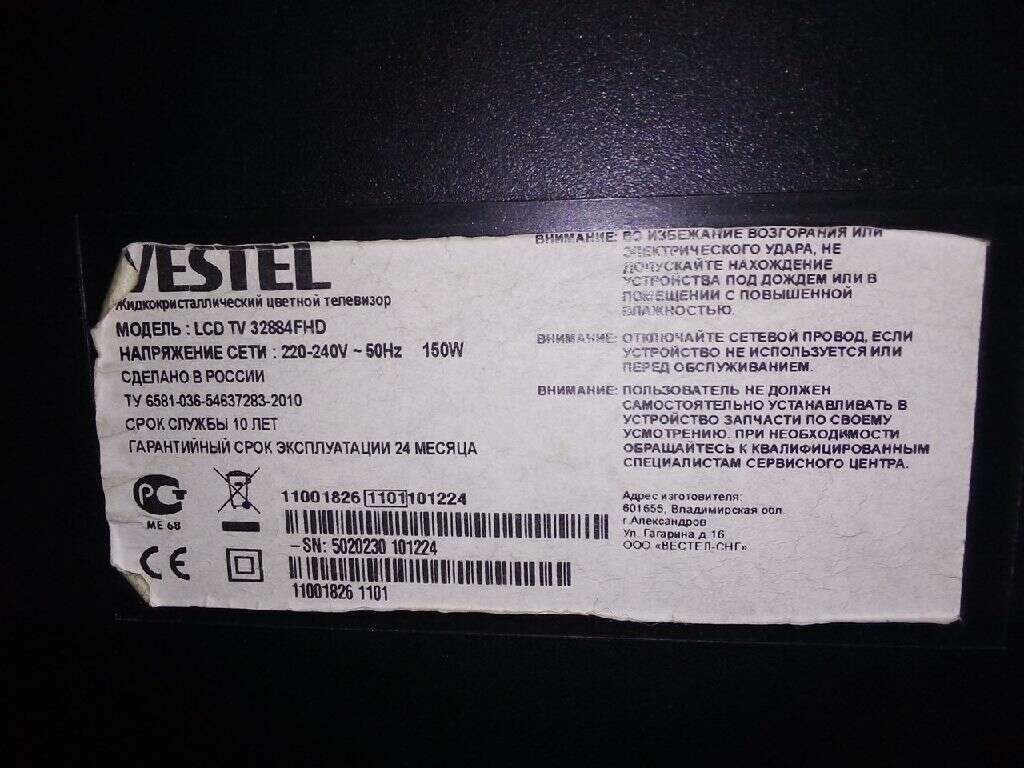 VESTEL
Жидкокристаллический цветной телевизор
МОДЕЛЬ : LCD TV 32884FHD
НАПРЯЖЕНИЕ СЕТИ : 220-240V ~ 50Hz 150W
СДЕЛАНО В РОССИИ
ТУ 6581-036-54637283-2010
СРОК СЛУЖБЫ 10 ЛЕТ
ГАРАНТИЙНЫЙ СРОК ЭКСПЛУАТАЦИИ 24 МЕСЯЦА
РСТ
МЕ 68
CE
11001826 1101 101224
-SN: 5020230 101224
11001826 1101
ВНИМАНИЕ: ВО ИЗБЕЖАНИЕ ВОЗГОРАНИЯ ИЛИ
ЭЛЕКТРИЧЕСКОГО УДАРА, НЕ
ДОПУСКАЙТЕ НАХОЖДЕНИЕ
УСТРОЙСТВА ПОД ДОЖДЕМ ИЛИ В
ПОМЕЩЕНИИ С ПОВЫШЕННОЙ
ВЛАЖНОСТЬЮ.
ВНИМАНИЕ: ОТКЛЮЧАЙТЕ СЕТЕВОЙ ПРОВОД, ЕСЛИ
УСТРОЙСТВО НЕ ИСПОЛЬЗУЕТСЯ ИЛИ
ПЕРЕД ОБСЛУЖИВАНИЕМ.
ВНИМАНИЕ: ПОЛЬЗОВАТЕЛЬ НЕ ДОЛЖЕН
САМОСТОЯТЕЛЬНО УСТАНАВЛИВАТЬ В
УСТРОЙСТВО ЗАПЧАСТИ ПО СВОЕМУ
УСМОТРЕНИЮ. ПРИ НЕОБХОДИМОСТИ
ОБРАЩАЙТЕСЬ К КВАЛИФИЦИРОВАННЫМ
СПЕЦИАЛИСТАМ СЕРВИСНОГО ЦЕНТРА.
Адрес изготовителя:
601655, Владимирская обл.
г.Александров
Ул. Гагарина д.16
ООО «ВЕСТЕЛ-СНГ»